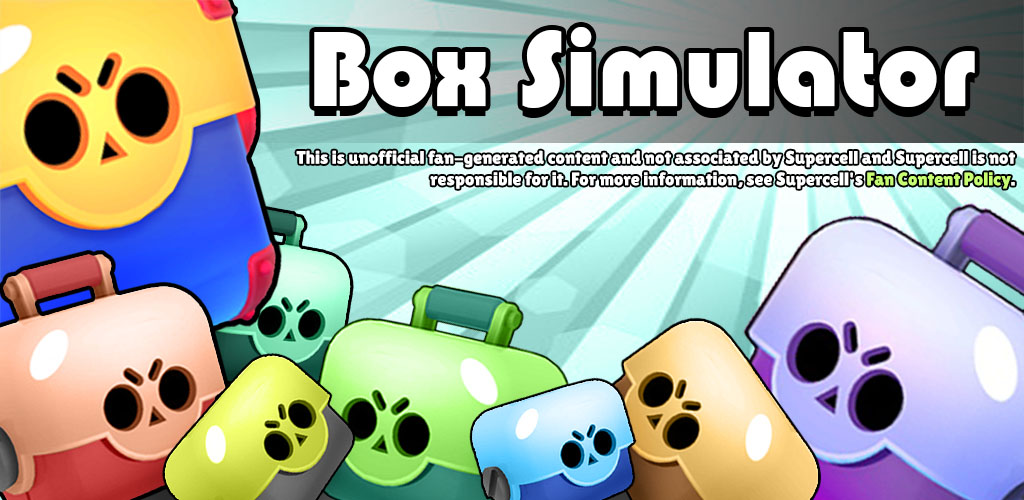 Box Simulator
This is unofficial fan-generated content and not associated by Supercell and Supercell is not
responsible for it. For more information, see Supercell's Fan Content Policy.